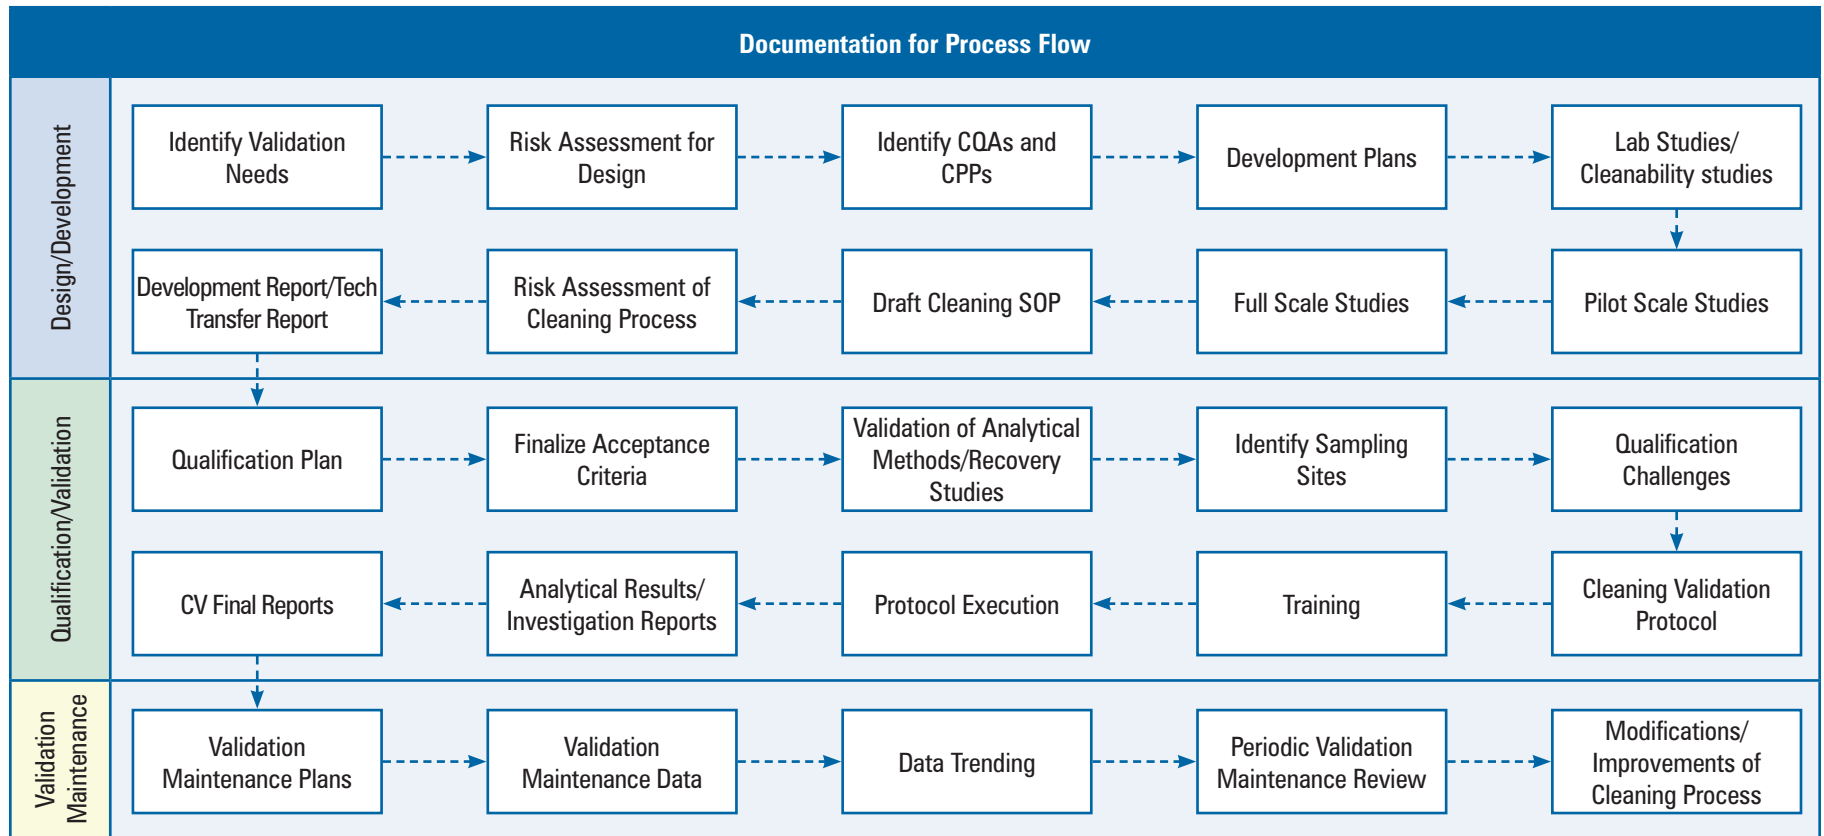 Documentation for Process Flow
Design/Development
Identify Validation
Needs
Risk Assessment for
Design
Identify CQAs and
CPPs
Development Plans
Lab Studies/
Cleanability studies
Development Report/Tech
Transfer Report
Risk Assessment of
Cleaning Process
Draft Cleaning SOP
Full Scale Studies
Pilot Scale Studies
Qualification/Validation
Qualification Plan
Finalize Acceptance
Criteria
Validation of Analytical
Methods/Recovery
Studies
Identify Sampling
Sites
Qualification
Challenges
CV Final Reports
Analytical Results/
Investigation Reports
Protocol Execution
Training
Cleaning Validation
Protocol
Validation
Maintenance
Validation
Maintenance Plans
Validation
Maintenance Data
Data Trending
Periodic Validation
Maintenance Review
Modifications/
Improvements of
Cleaning Process